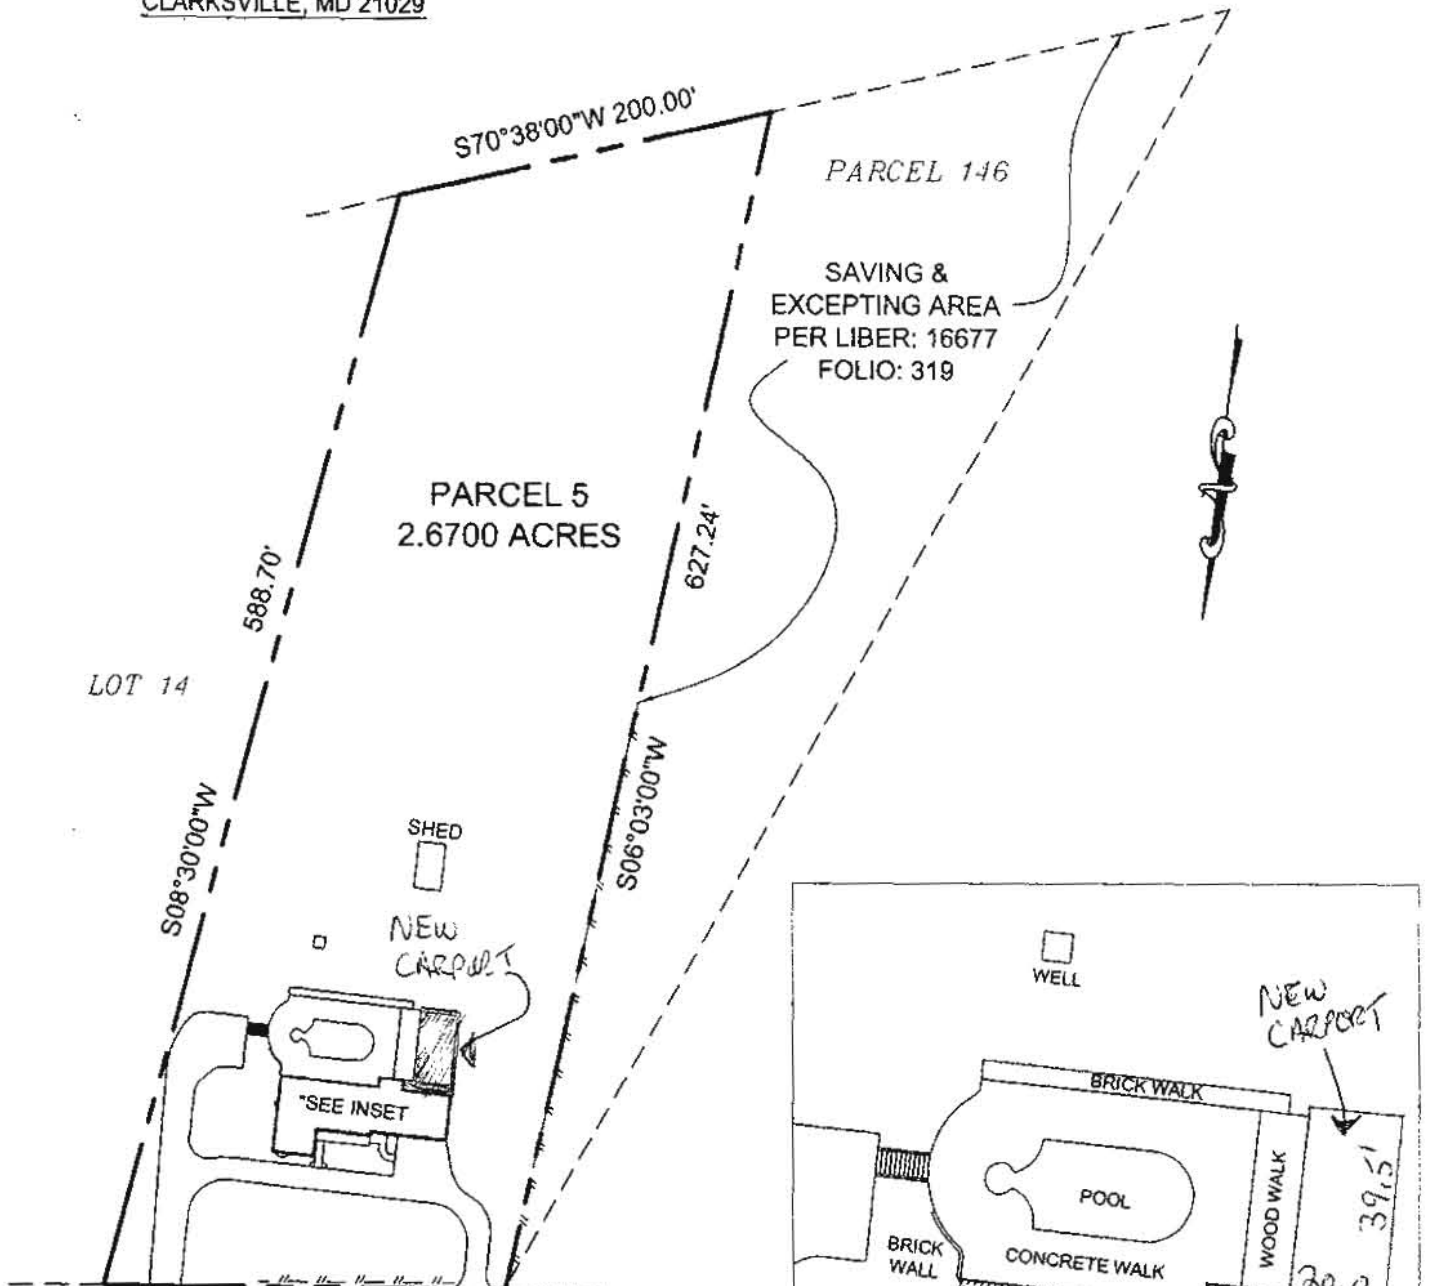 CLARKSVILLE, MD 21029
S70°38'00"W 200.00'
PARCEL 146
SAVING &
EXCEPTING AREA
PER LIBER: 16677
FOLIO: 319
PARCEL 5
2.6700 ACRES
627.24'
588.70'
LOT 14
S06°03'00"W
S08°30'00"W
SHED
NEW
CARPORT
*SEE INSET
WELL
NEW
CARPORT
BRICK WALK
POOL
WOOD WALK
39.5'
BRICK
WALL
CONCRETE WALK